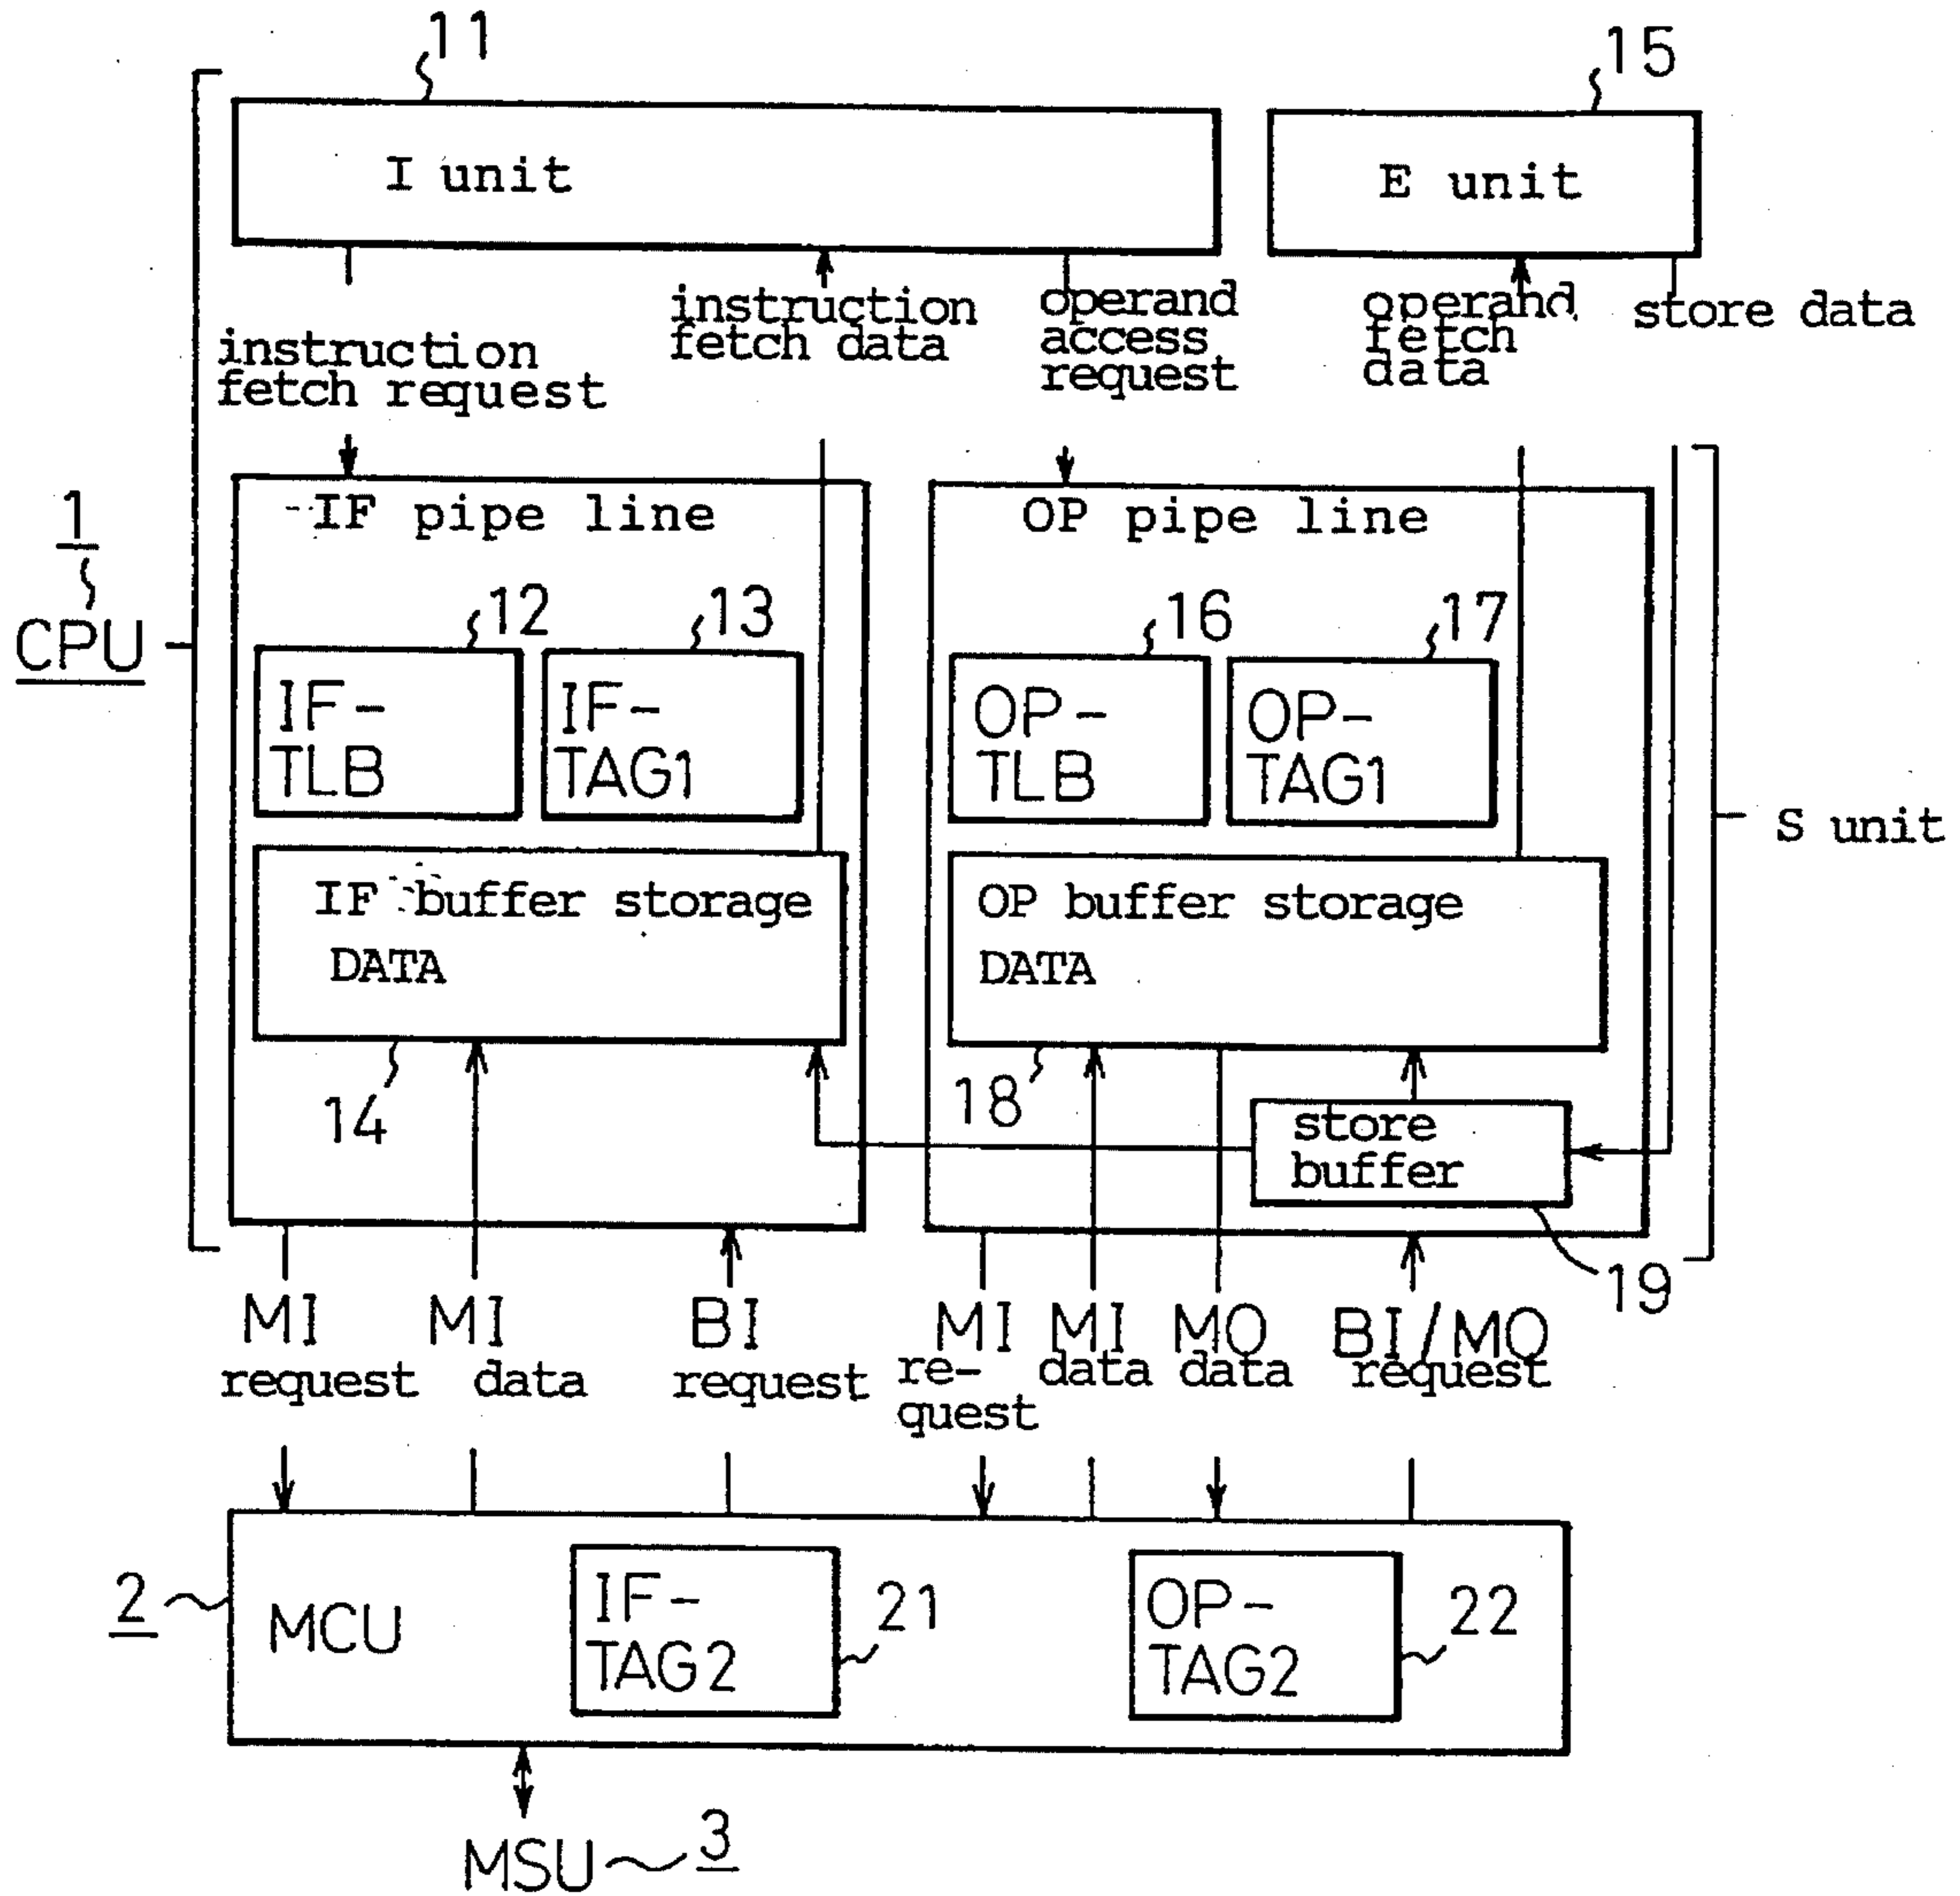 11
15
I unit
E unit
instruction
fetch request
instruction
fetch data
operand
access
request
operand
fetch
data
store data
1
CPU
IF pipe line
OP pipe line
12
13
16
17
IF-
TLB
IF-
TAG1
OP-
TLB
OP-
TAG1
S unit
IF buffer storage
DATA
OP buffer storage
DATA
14
18
store
buffer
19
MI
request
MI
data
BI
request
MI
re-
quest
MI
data
MO
data
BI/MO
request
2
MCU
IF-
TAG2
21
OP-
TAG2
22
MSU
3